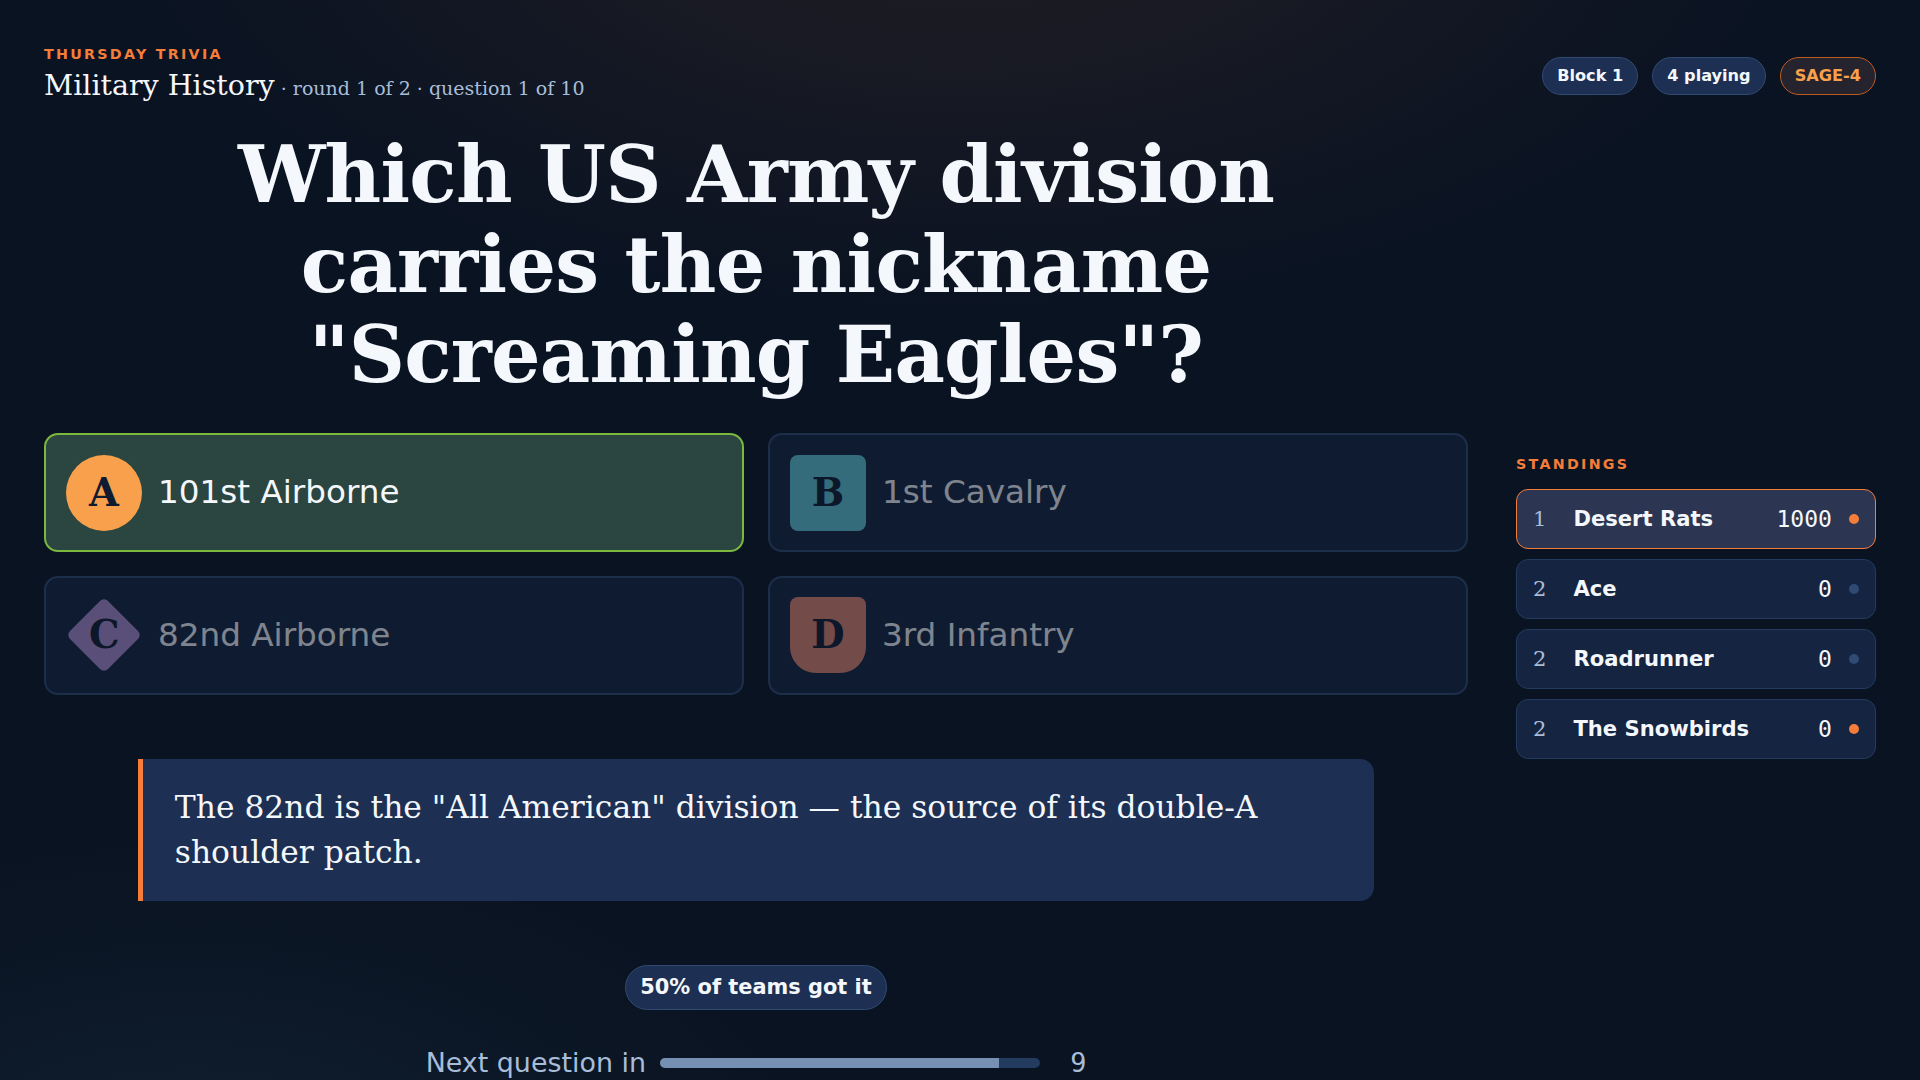 THURSDAY TRIVIA
Military History · round 1 of 2 · question 1 of 10
Block 1
4 playing
SAGE-4
Which US Army division
carries the nickname
"Screaming Eagles"?
A 101st Airborne
B 1st Cavalry
C 82nd Airborne
D 3rd Infantry
STANDINGS
1 Desert Rats 1000
2 Ace 0
2 Roadrunner 0
2 The Snowbirds 0
The 82nd is the "All American" division — the source of its double-A
shoulder patch.
50% of teams got it
Next question in 9